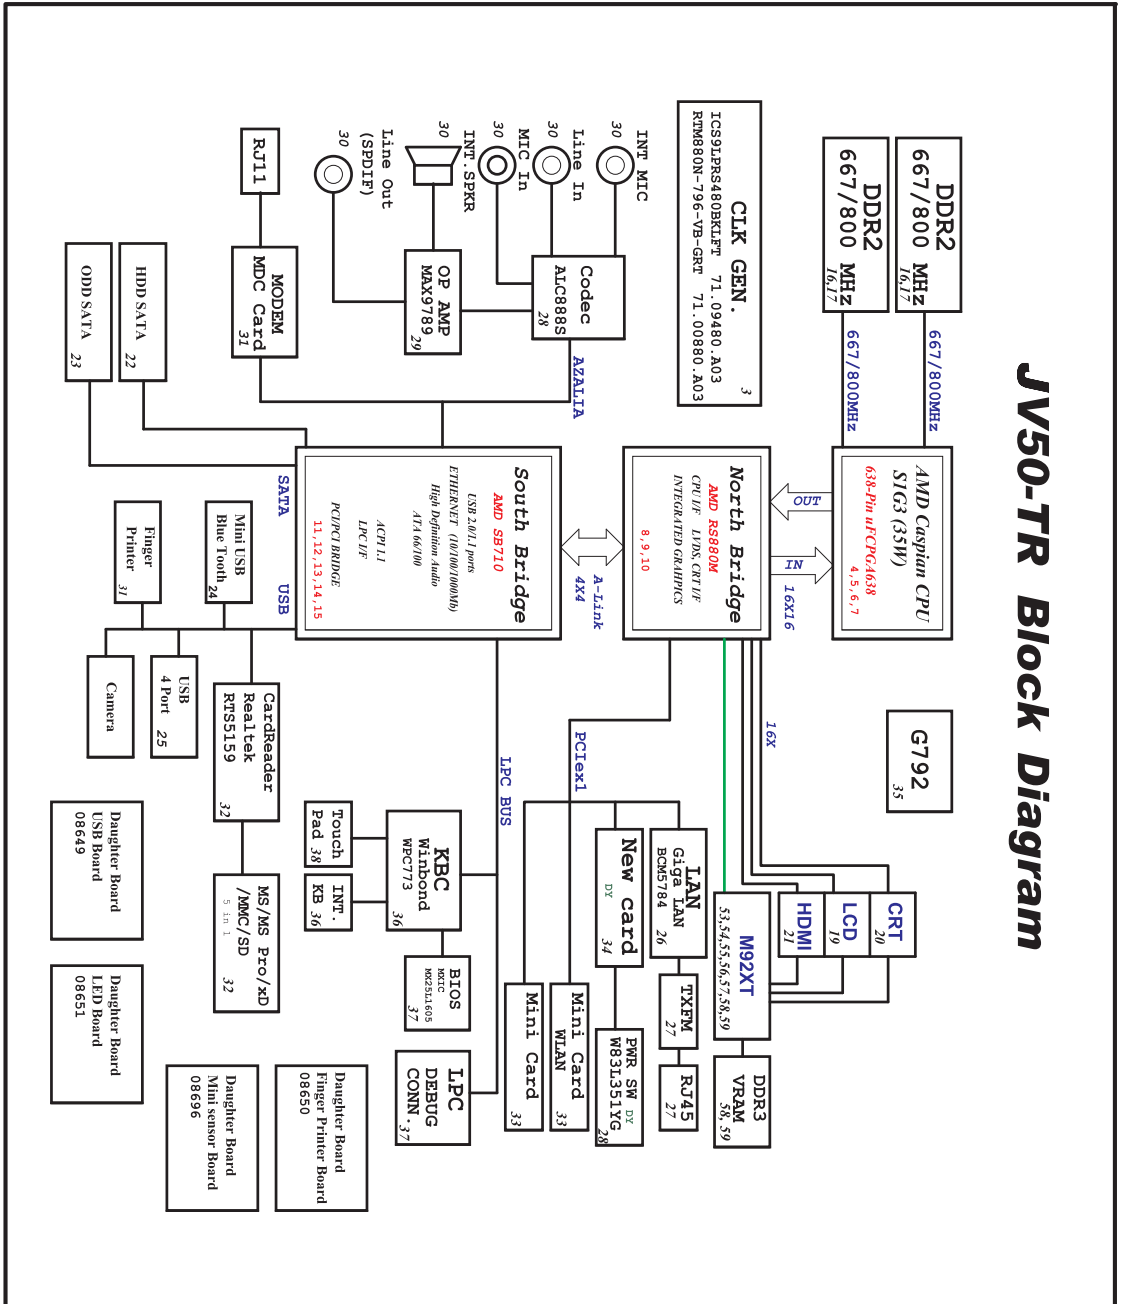 JV50-TR Block Diagram
DDR2
667/800 MHz
16,17
667/800MHz
DDR2
667/800 MHz
16,17
667/800MHz
AMD Caspian CPU
S1G3 (35W)
638-Pin uFCPGA638
4,5,6,7
G792
35
OUT
IN
16X16
CLK GEN.
ICS9LPRS480BKLFT 71.09480.A03
RTM880N-796-VB-GRT 71.00880.A03
3
North Bridge
AMD RS880M
CPU I/F LVDS, CRT I/F
INTEGRATED GRAHPICS
8,9,10
16X
CRT
20
LCD
19
HDMI
21
M92XT
53,54,55,56,57,58,59
DDR3
VRAM
58, 59
A-Link
4X4
PCIex1
LAN
Giga LAN
BCM5784
26
TXFM
27
RJ45
27
New card
DY
34
PWR SW DY
W83L351YG
28
Mini Card
WLAN
33
Mini Card
33
INT MIC
30
Line In
30
MIC In
30
INT.SPKR
30
Line Out
(SPDIF)
30
Codec
ALC888S
28
OP AMP
MAX9789
29
AZALIA
RJ11
MODEM
MDC Card
31
South Bridge
AMD SB710
USB 2.0/1.1 ports
ETHERNET (10/100/1000Mb)
High Definition Audio
ATA 66/100
ACPI 1.1
LPC I/F
PCI/PCI BRIDGE
11,12,13,14,15
LPC BUS
KBC
Winbond
WPC773
36
Touch
Pad 38
INT.
KB 36
BIOS
MXIC
MX25L1605
37
LPC
DEBUG
CONN.
37
HDD SATA
22
ODD SATA
23
SATA
USB
Mini USB
Blue Tooth
24
Finger
Printer
31
Camera
USB
4 Port
25
CardReader
Realtek
RTS5159
32
MS/MS Pro/xD
/MMC/SD
5 in 1
32
Daughter Board
USB Board
08649
Daughter Board
LED Board
08651
Daughter Board
Finger Printer Board
08650
Daughter Board
Mini sensor Board
08696